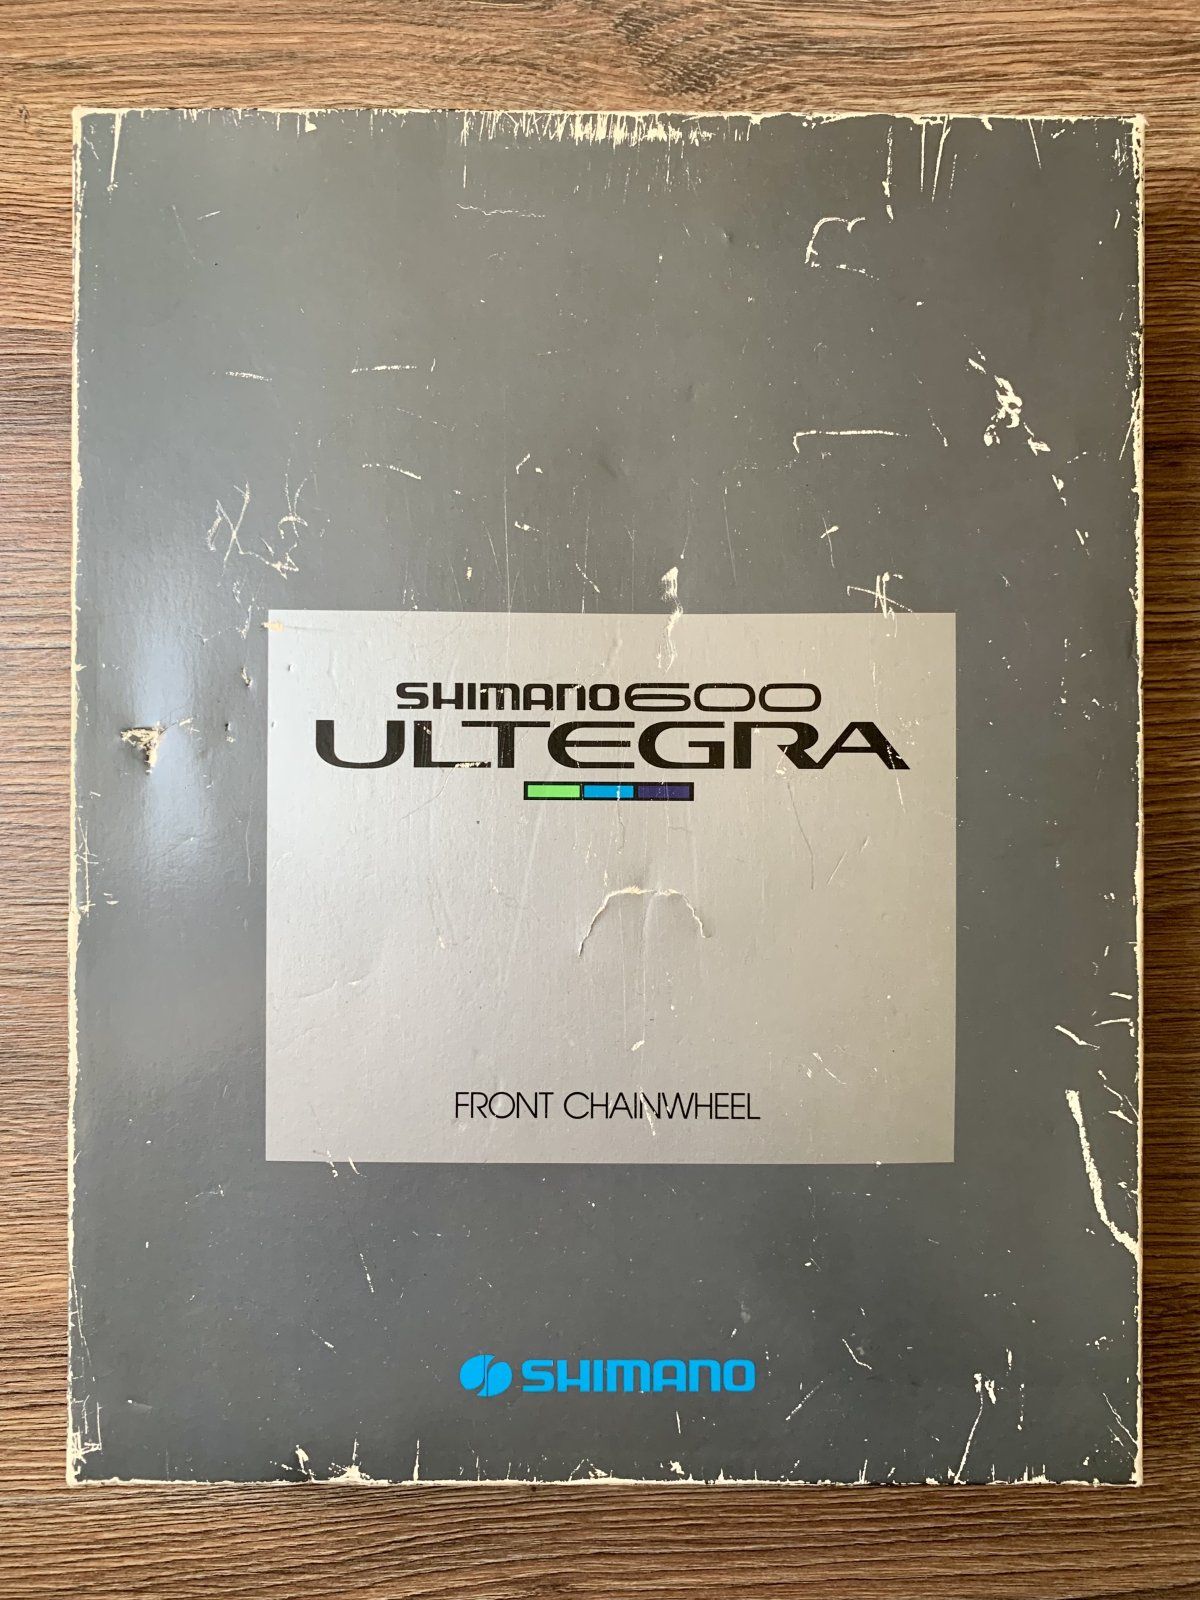 SHIMANO600
ULTEGRA
FRONT CHAINWHEEL
SHIMANO